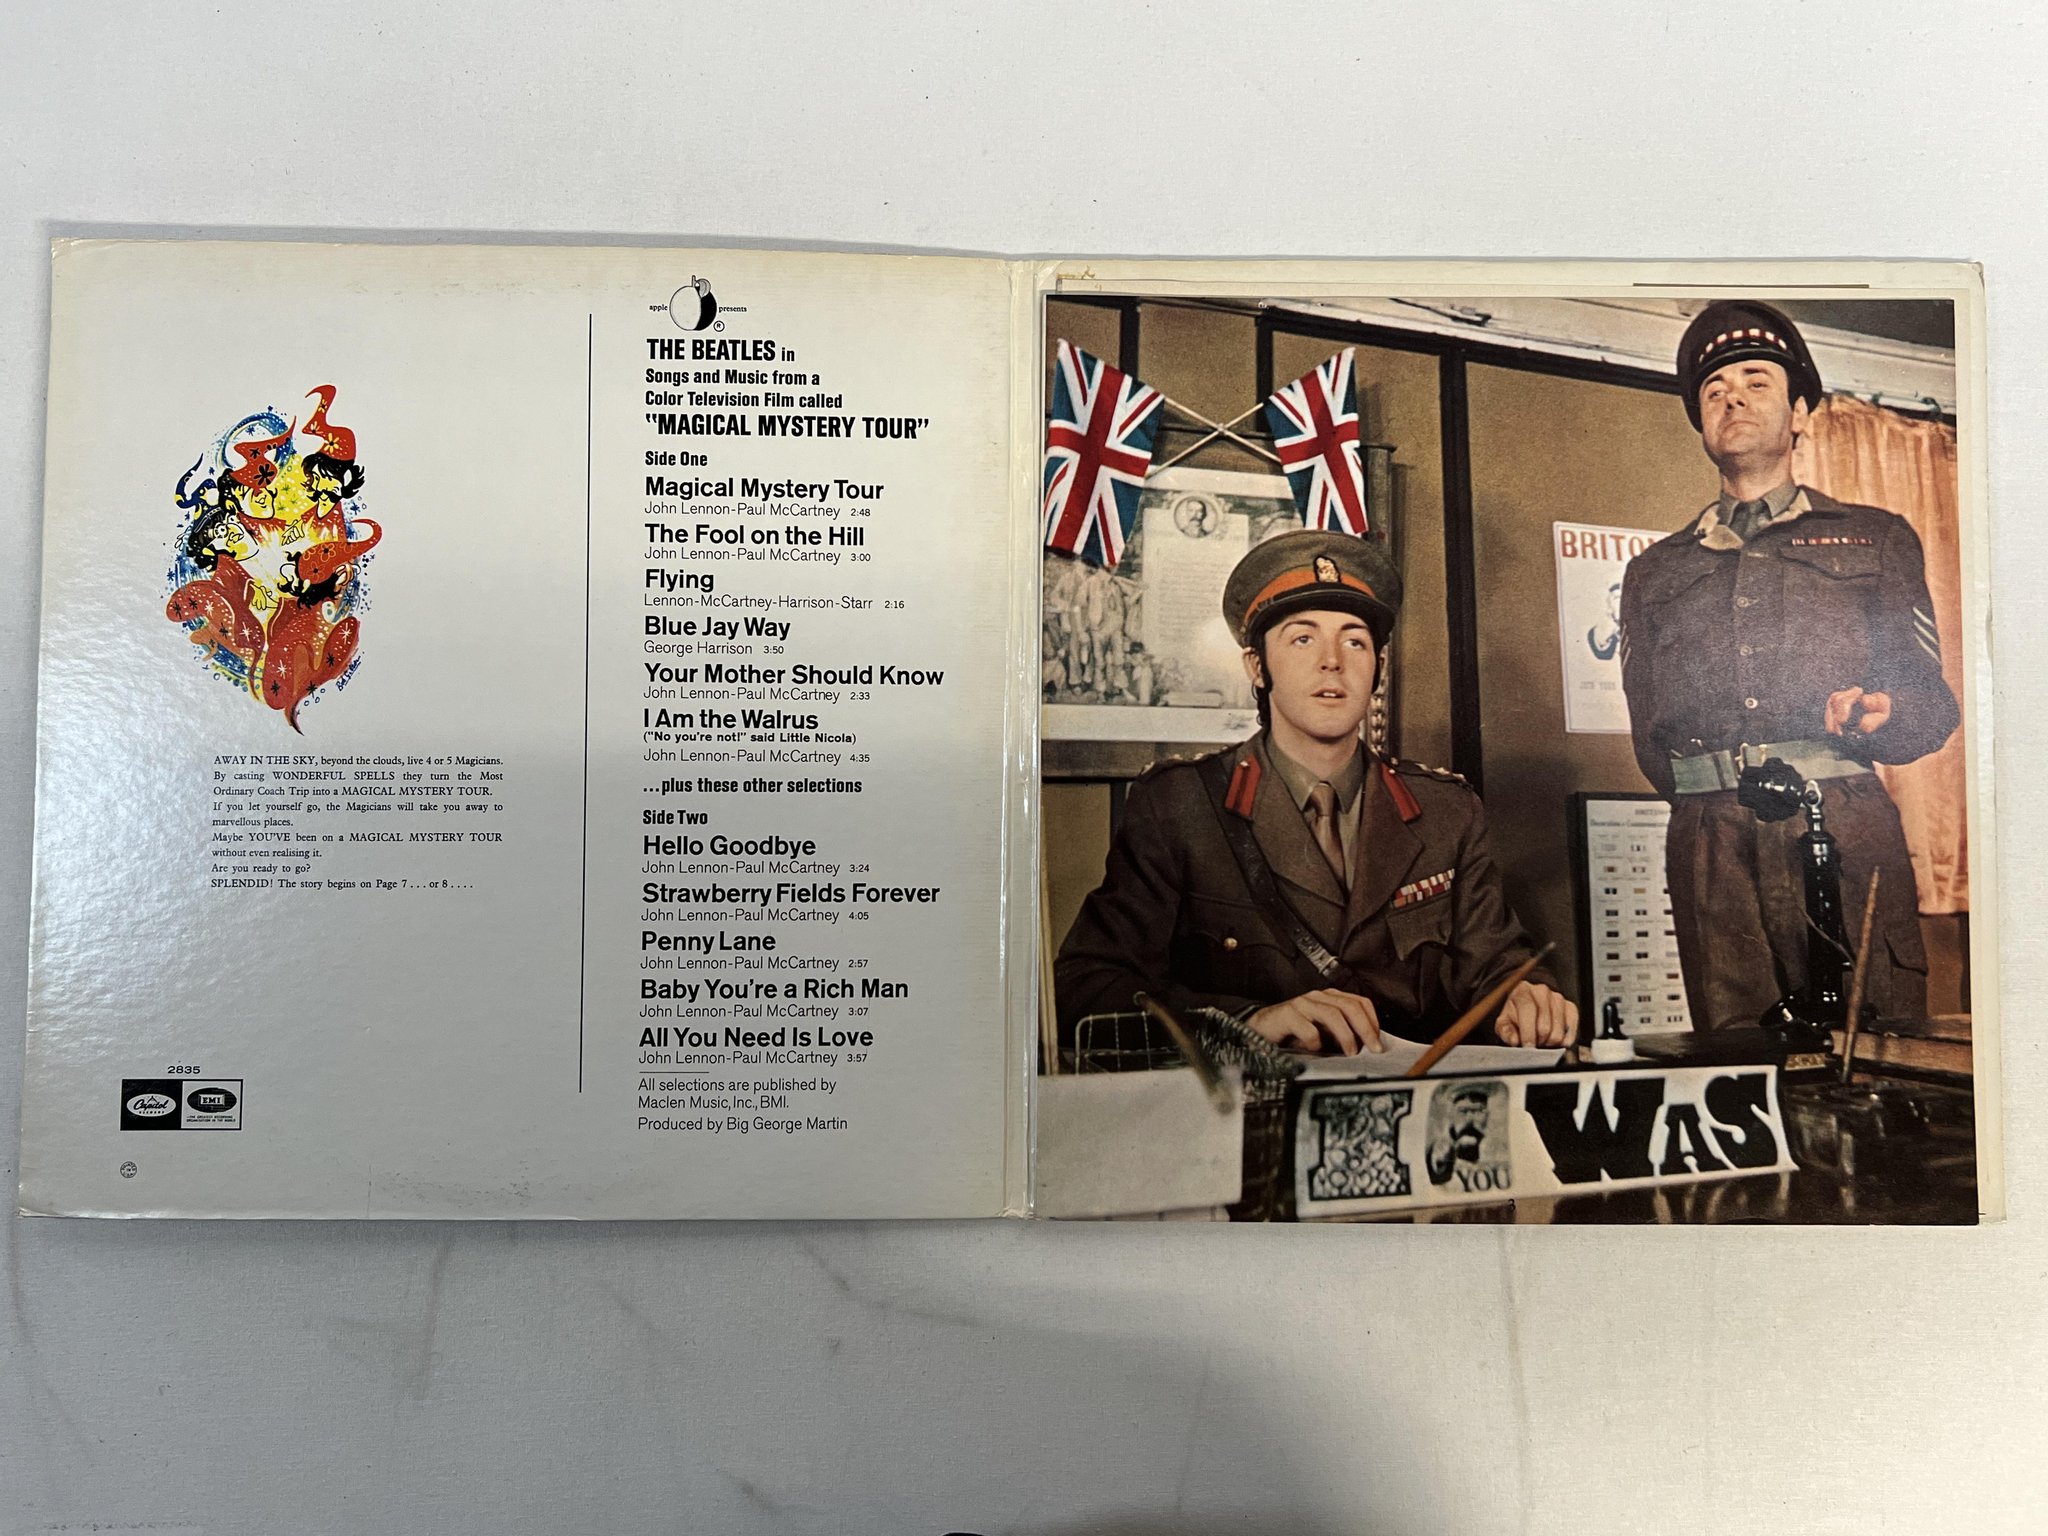 AWAY IN THE SKY, beyond the clouds, live 4 or 5 Magicians.
By casting WONDERFUL SPELLS they turn the Most
Ordinary Coach Trip into a MAGICAL MYSTERY TOUR.
If you let yourself go, the Magicians will take you away to
marvellous places.
Maybe YOU'VE been on a MAGICAL MYSTERY TOUR
without even realising it.
Are you ready to go?
SPLENDID! The story begins on Page 7 . . . or 8 . . . .
2835
Capitol
RECORDS
EMI
apple presents
®
THE BEATLES in
Songs and Music from a
Color Television Film called
"MAGICAL MYSTERY TOUR"
Side One
Magical Mystery Tour
John Lennon-Paul McCartney 2:48
The Fool on the Hill
John Lennon-Paul McCartney 3:00
Flying
Lennon-McCartney-Harrison-Starr 2:16
Blue Jay Way
George Harrison 3:50
Your Mother Should Know
John Lennon-Paul McCartney 2:33
I Am the Walrus
("No you're not!" said Little Nicola)
John Lennon-Paul McCartney 4:35
...plus these other selections
Side Two
Hello Goodbye
John Lennon-Paul McCartney 3:24
Strawberry Fields Forever
John Lennon-Paul McCartney 4:05
Penny Lane
John Lennon-Paul McCartney 2:57
Baby You're a Rich Man
John Lennon-Paul McCartney 3:07
All You Need Is Love
John Lennon-Paul McCartney 3:57
All selections are published by
Maclen Music, Inc., BMI.
Produced by Big George Martin
BRITO
I YOU WAS
3